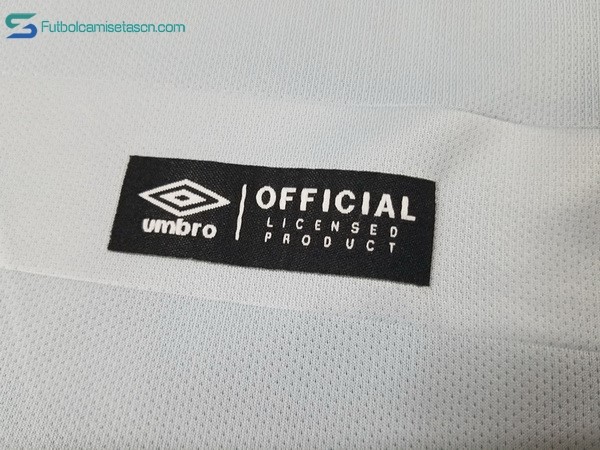 Futbolcamisetascn.com
umbro
OFFICIAL
LICENSED
PRODUCT